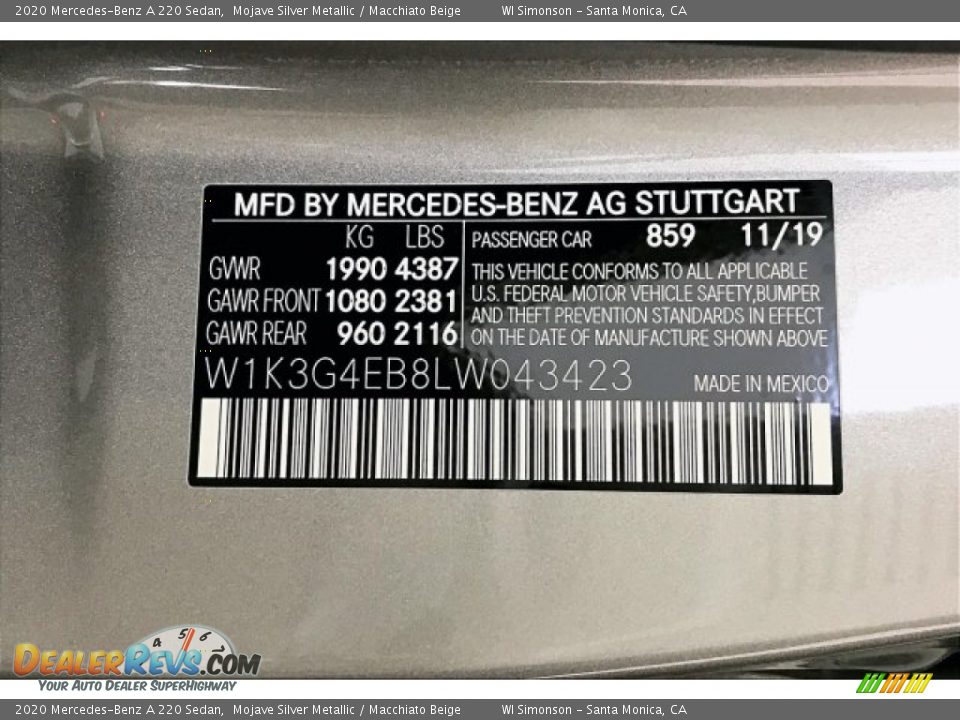 2020 Mercedes-Benz A 220 Sedan, Mojave Silver Metallic / Macchiato Beige WI Simonson - Santa Monica, CA
MFD BY MERCEDES-BENZ AG STUTTGART
KG LBS
GVWR 1990 4387
GAWR FRONT 1080 2381
GAWR REAR 960 2116
PASSENGER CAR 859 11/19
THIS VEHICLE CONFORMS TO ALL APPLICABLE
U.S. FEDERAL MOTOR VEHICLE SAFETY,BUMPER
AND THEFT PREVENTION STANDARDS IN EFFECT
ON THE DATE OF MANUFACTURE SHOWN ABOVE
W1K3G4EB8LW043423
MADE IN MEXICO
4 5 6 7
DEALERREVS.COM
YOUR AUTO DEALER SUPERHIGHWAY
2020 Mercedes-Benz A 220 Sedan, Mojave Silver Metallic / Macchiato Beige WI Simonson - Santa Monica, CA